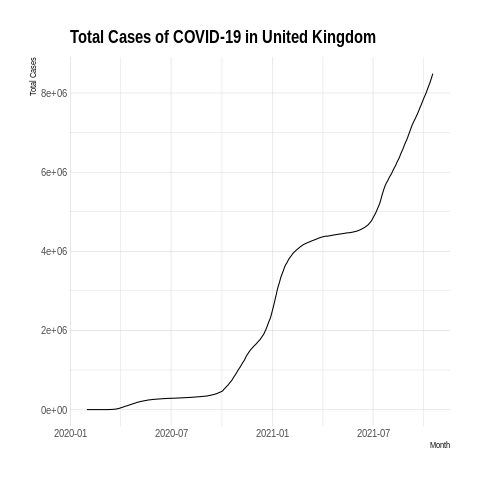 Total Cases of COVID-19 in United Kingdom
Total Cases
8e+06
6e+06
4e+06
2e+06
0e+00
2020-01 2020-07 2021-01 2021-07
Month